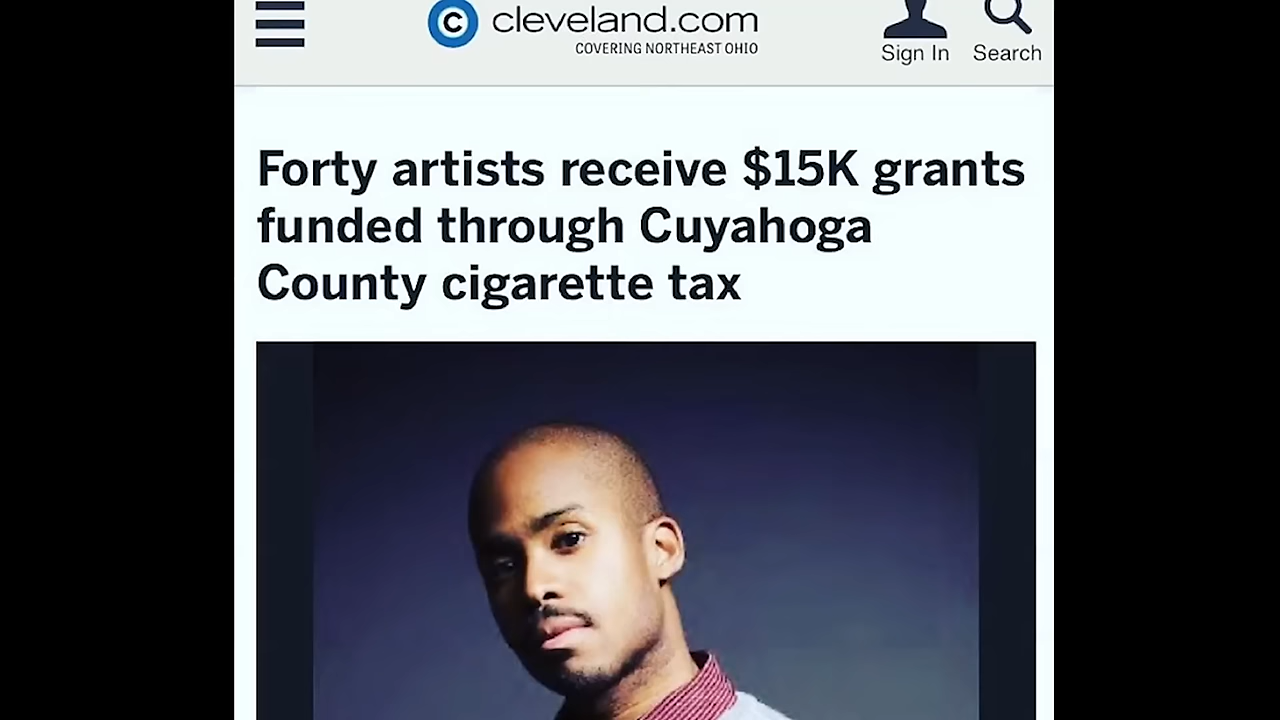 cleveland.com
COVERING NORTHEAST OHIO
Sign In
Search
Forty artists receive $15K grants
funded through Cuyahoga
County cigarette tax